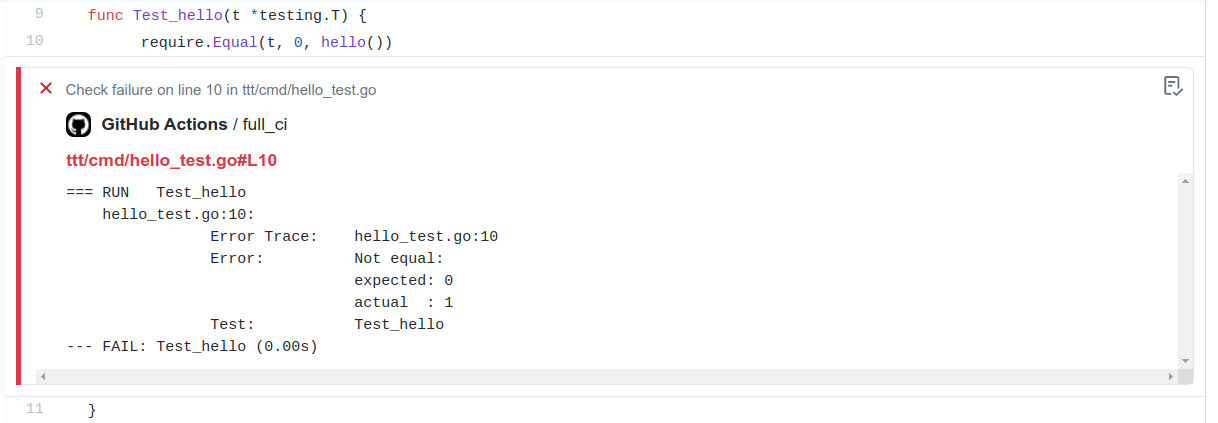 9 func Test_hello(t *testing.T) {
10 require.Equal(t, 0, hello())
Check failure on line 10 in ttt/cmd/hello_test.go
GitHub Actions / full_ci
ttt/cmd/hello_test.go#L10
=== RUN   Test_hello
    hello_test.go:10:
                Error Trace:    hello_test.go:10
                Error:          Not equal:
                                expected: 0
                                actual  : 1
                Test:           Test_hello
--- FAIL: Test_hello (0.00s)
11 }